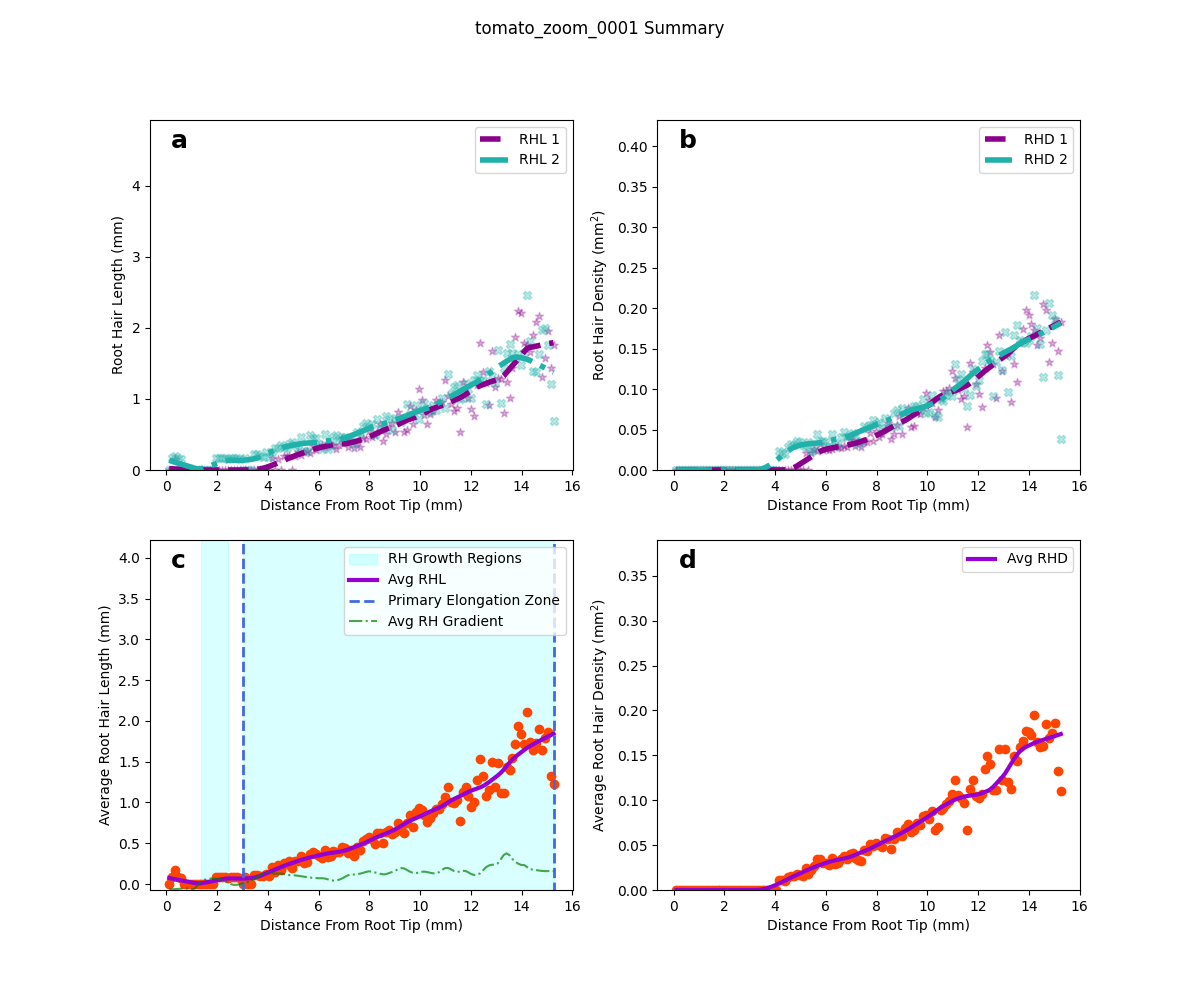 tomato_zoom_0001 Summary
a
RHL 1
RHL 2
4
3
2
1
0
Root Hair Length (mm)
0 2 4 6 8 10 12 14 16
Distance From Root Tip (mm)
b
RHD 1
RHD 2
0.40
0.35
0.30
0.25
0.20
0.15
0.10
0.05
0.00
Root Hair Density (mm²)
0 2 4 6 8 10 12 14 16
Distance From Root Tip (mm)
c
RH Growth Regions
Avg RHL
Primary Elongation Zone
Avg RH Gradient
4.0
3.5
3.0
2.5
2.0
1.5
1.0
0.5
0.0
Average Root Hair Length (mm)
0 2 4 6 8 10 12 14 16
Distance From Root Tip (mm)
d
Avg RHD
0.35
0.30
0.25
0.20
0.15
0.10
0.05
0.00
Average Root Hair Density (mm²)
0 2 4 6 8 10 12 14 16
Distance From Root Tip (mm)